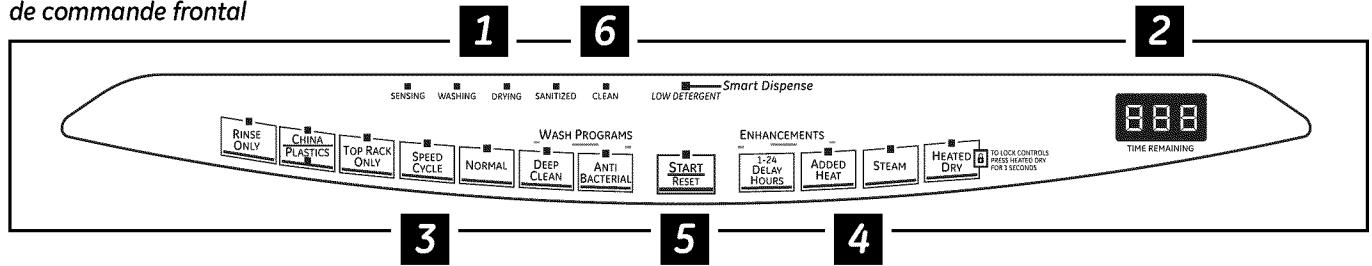 de commande frontal
1 6 2
Smart Dispense
SENSING WASHING DRYING SANITIZED CLEAN LOW DETERGENT
888
TIME REMAINING
WASH PROGRAMS ENHANCEMENTS
RINSE
ONLY
CHINA
PLASTICS
TOP RACK
ONLY
SPEED
CYCLE
NORMAL
DEEP
CLEAN
ANTI
BACTERIAL
START
RESET
1-24
DELAY
HOURS
ADDED
HEAT
STEAM
HEATED
DRY
TO LOCK CONTROLS
PRESS HEATED DRY
FOR 3 SECONDS
3 5 4